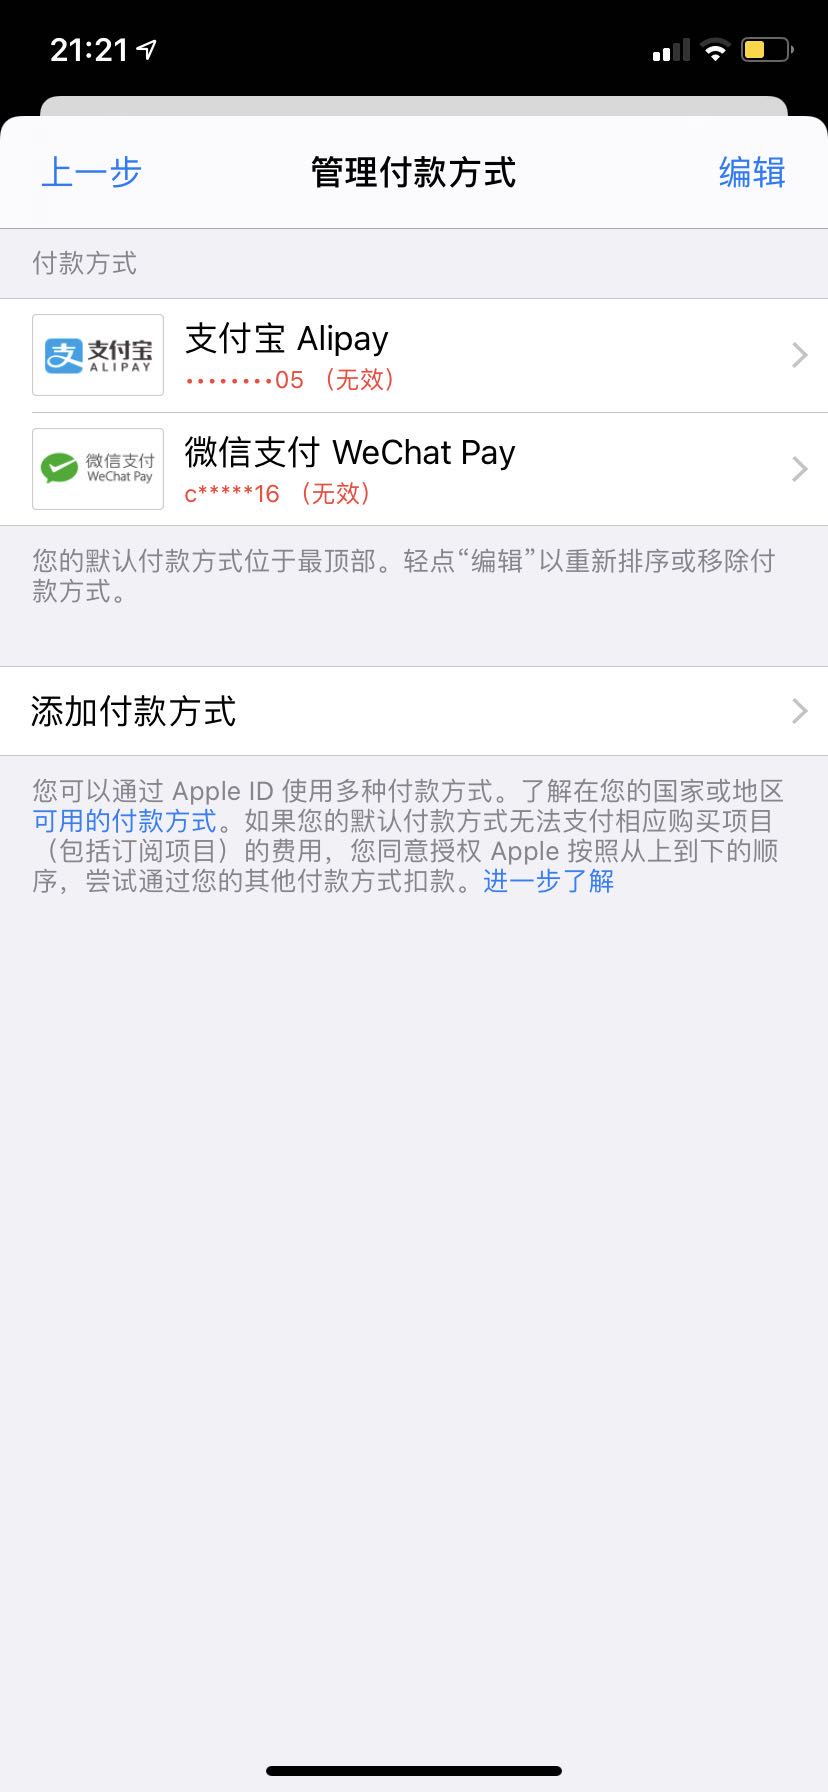 21:21
上一步
管理付款方式
编辑
付款方式
支付宝
ALIPAY
支付宝 Alipay
••••••••05 （无效）
微信支付
WeChat Pay
微信支付 WeChat Pay
c*****16 （无效）
您的默认付款方式位于最顶部。轻点“编辑”以重新排序或移除付
款方式。
添加付款方式
您可以通过 Apple ID 使用多种付款方式。了解在您的国家或地区
可用的付款方式。如果您的默认付款方式无法支付相应购买项目
（包括订阅项目）的费用，您同意授权 Apple 按照从上到下的顺
序，尝试通过您的其他付款方式扣款。进一步了解